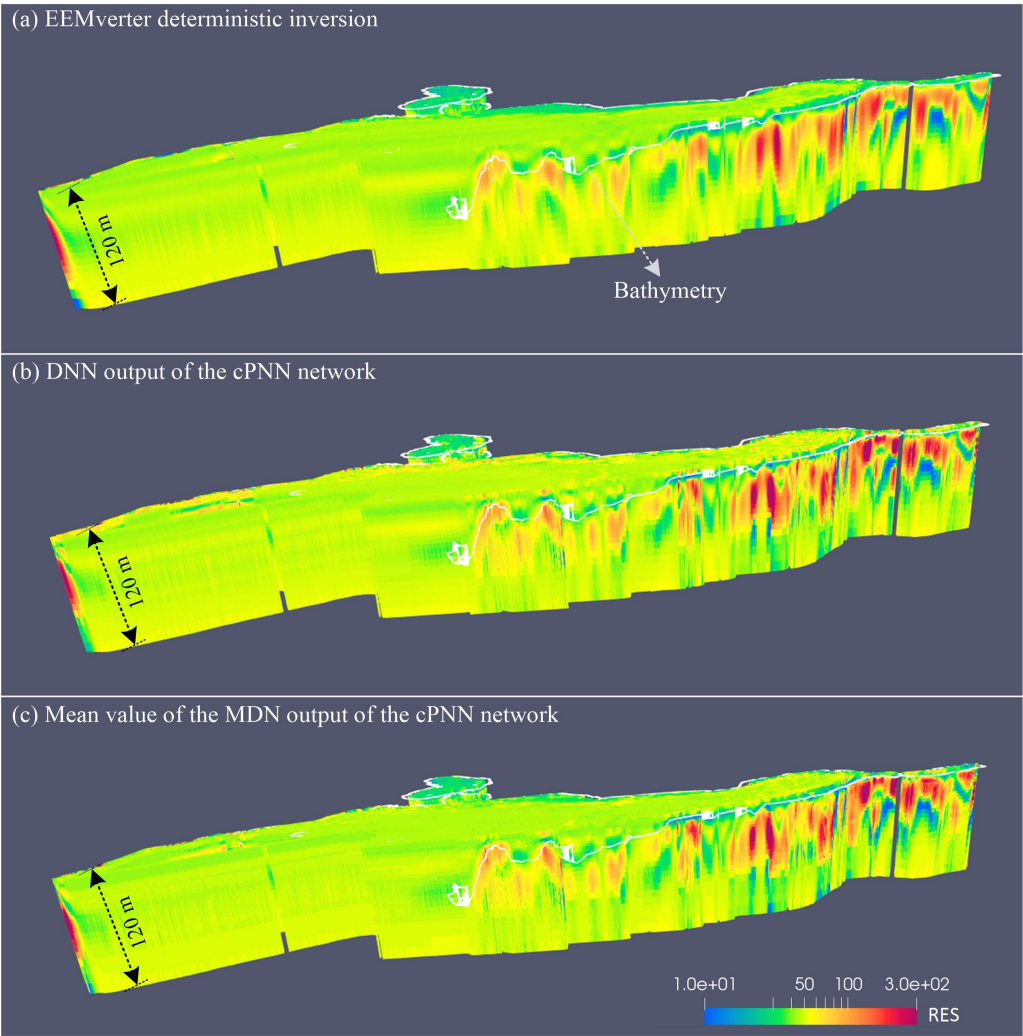 (a) EEMverter deterministic inversion
120 m
Bathymetry
(b) DNN output of the cPNN network
120 m
(c) Mean value of the MDN output of the cPNN network
120 m
1.0e+01 50 100 3.0e+02
RES